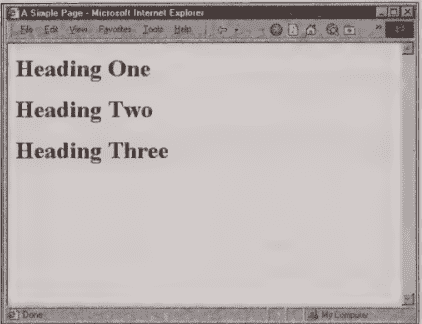 A Simple Page - Microsoft Internet Explorer
File Edit View Favorites Tools Help
Heading One
Heading Two
Heading Three
Done My Computer